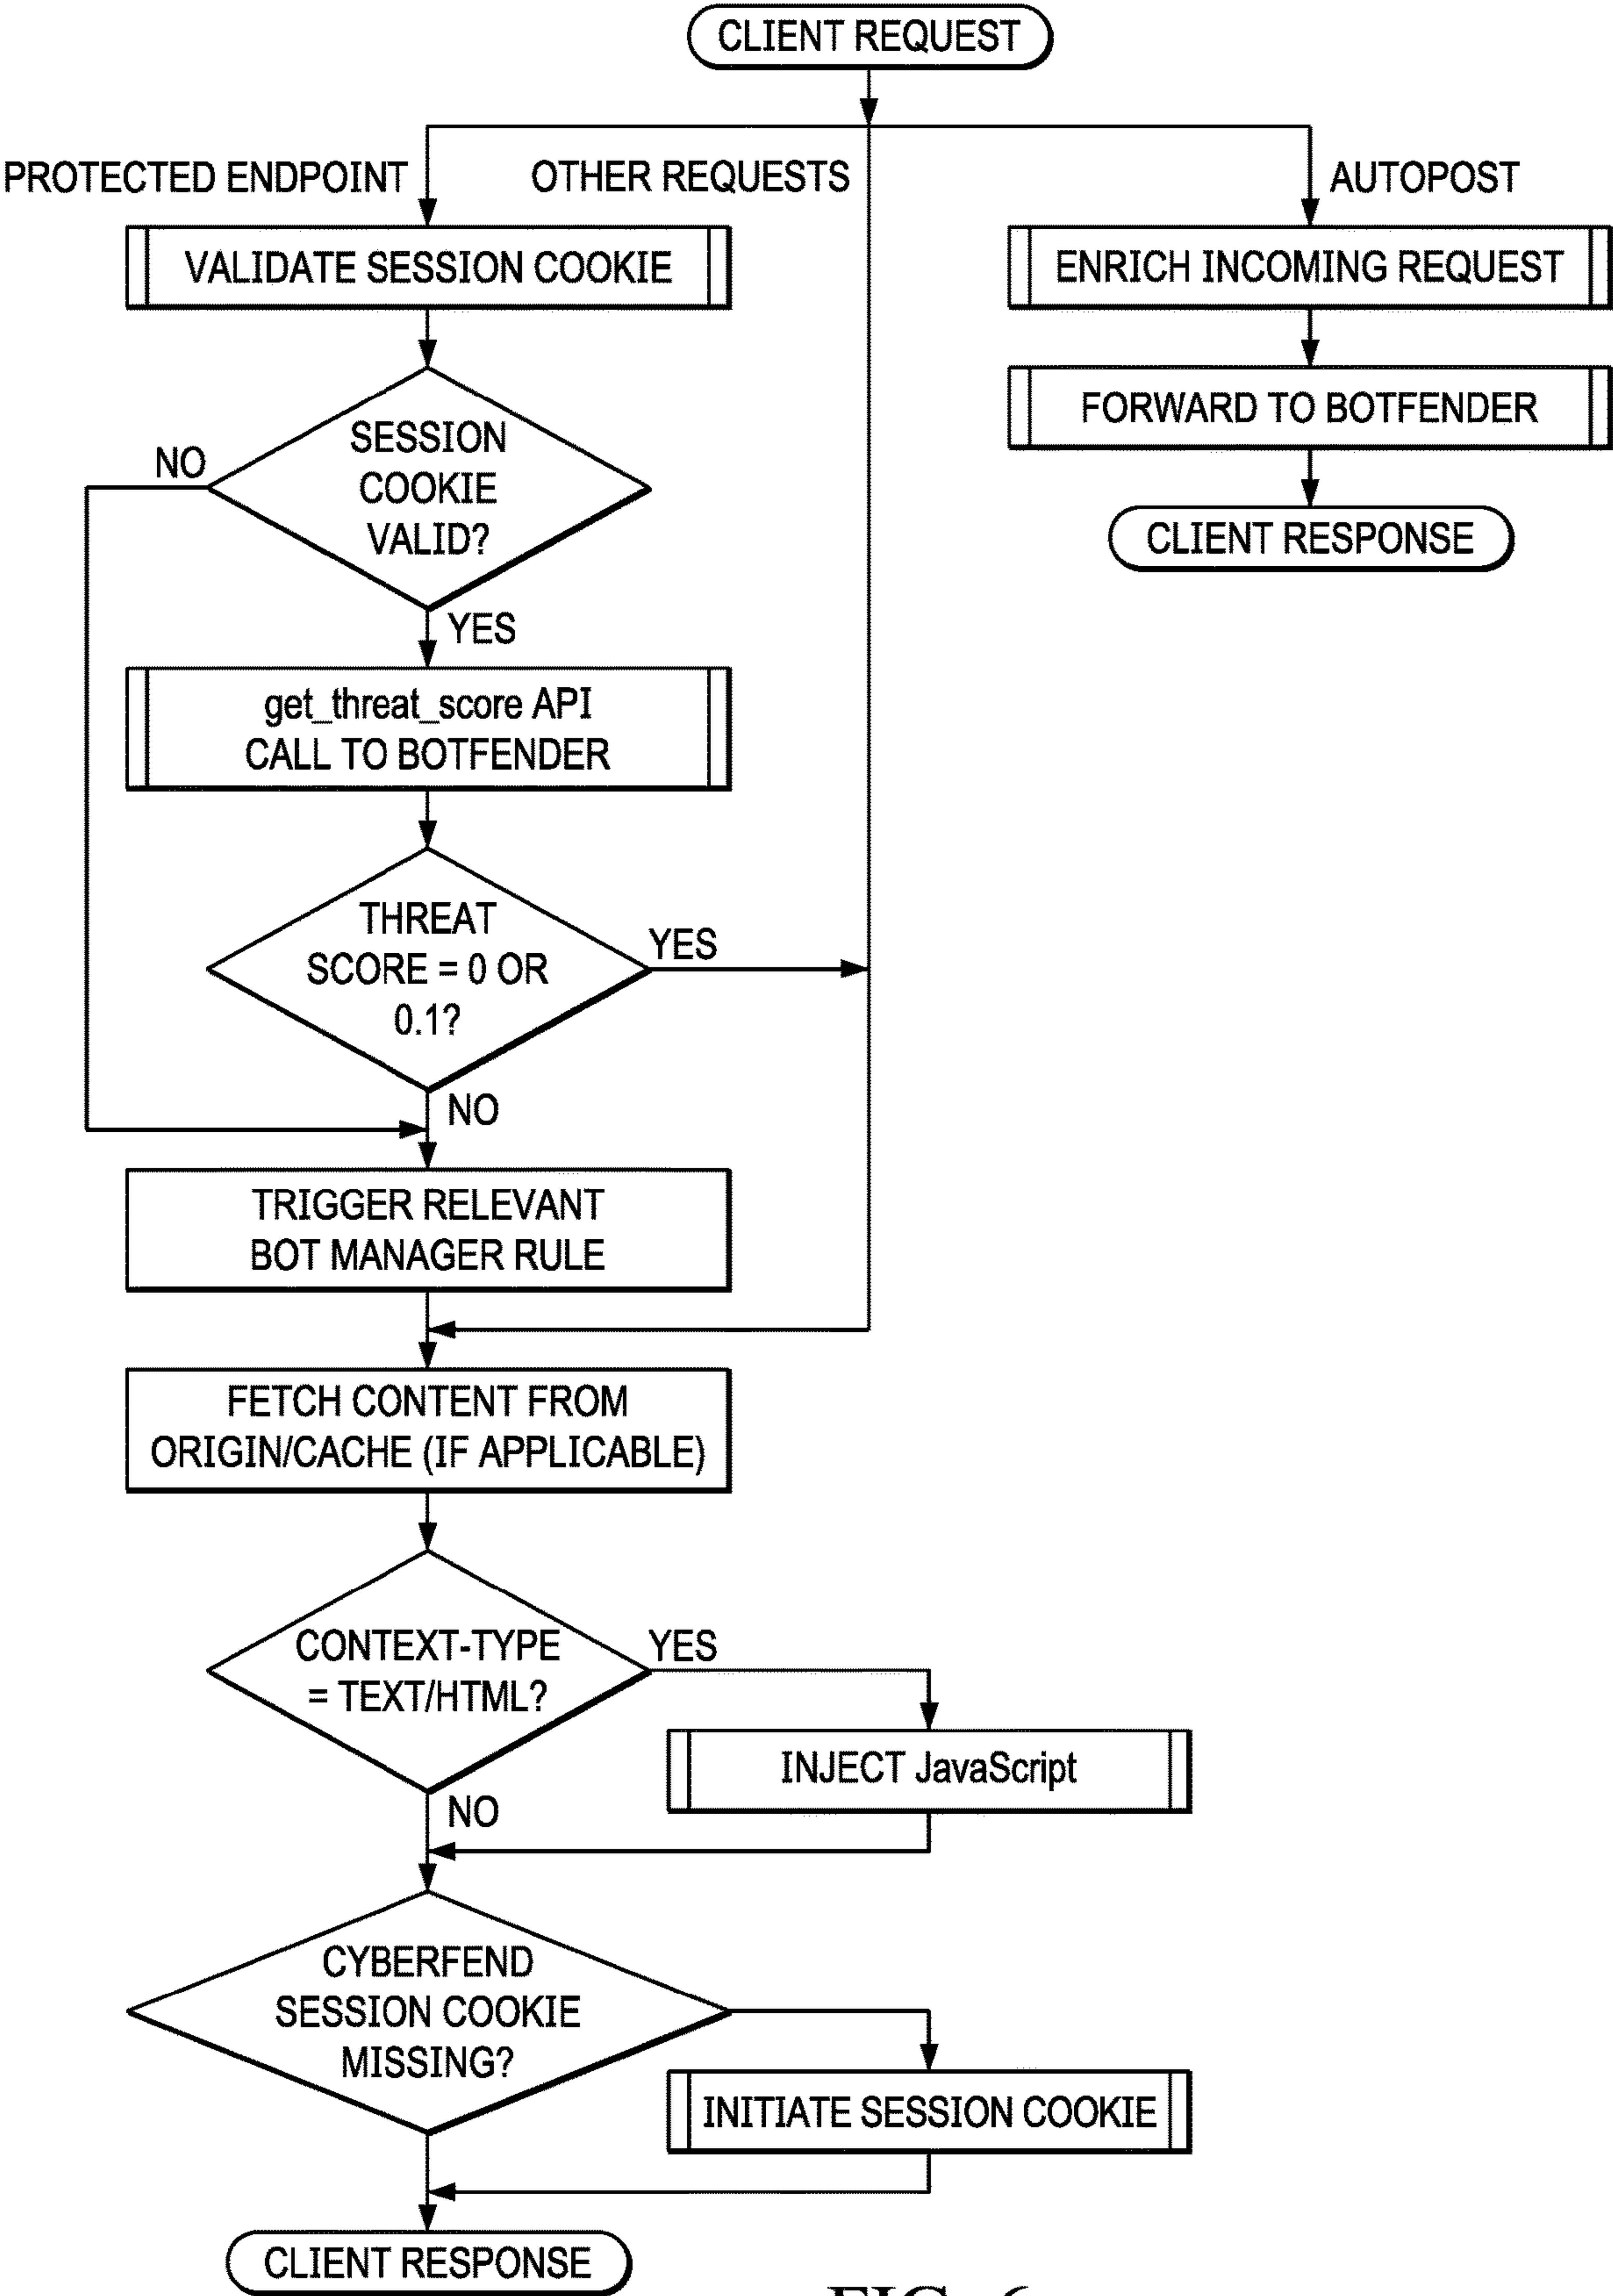 CLIENT REQUEST
PROTECTED ENDPOINT
OTHER REQUESTS
AUTOPOST
VALIDATE SESSION COOKIE
ENRICH INCOMING REQUEST
FORWARD TO BOTFENDER
CLIENT RESPONSE
SESSION
COOKIE
VALID?
NO
YES
get_threat_score API
CALL TO BOTFENDER
THREAT
SCORE = 0 OR
0.1?
YES
NO
TRIGGER RELEVANT
BOT MANAGER RULE
FETCH CONTENT FROM
ORIGIN/CACHE (IF APPLICABLE)
CONTEXT-TYPE
= TEXT/HTML?
YES
INJECT JavaScript
NO
CYBERFEND
SESSION COOKIE
MISSING?
INITIATE SESSION COOKIE
CLIENT RESPONSE